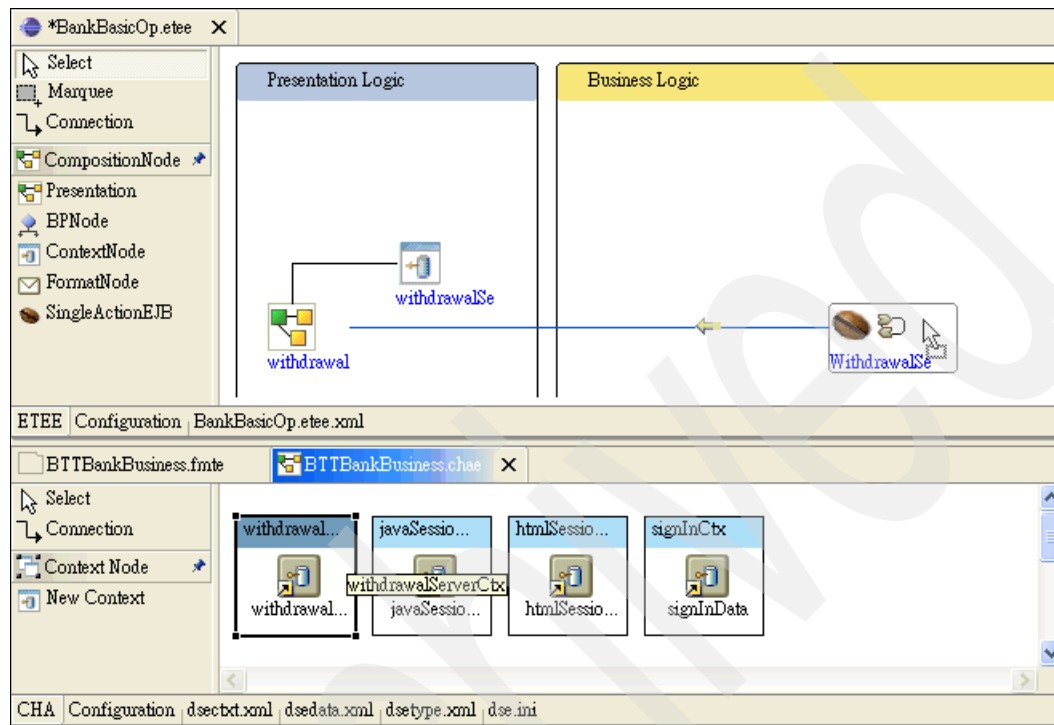 *BankBasicOp.etee
Select
Marquee
Connection
CompositionNode
Presentation
BPNode
ContextNode
FormatNode
SingleActionEJB
Presentation Logic
Business Logic
withdrawalSe
withdrawal
WithdrawalSe
ETEE Configuration BankBasicOp.etee.xml
BTTBankBusiness.fmte BTTBankBusiness.chae
Select
Connection
Context Node
New Context
withdrawal... javaSessio... htmlSessio... signInCtx
withdrawalServerCtx
withdrawal... javaSessio... htmlSessio... signInData
CHA Configuration dsectxt.xml dsedata.xml dsetype.xml dse.ini